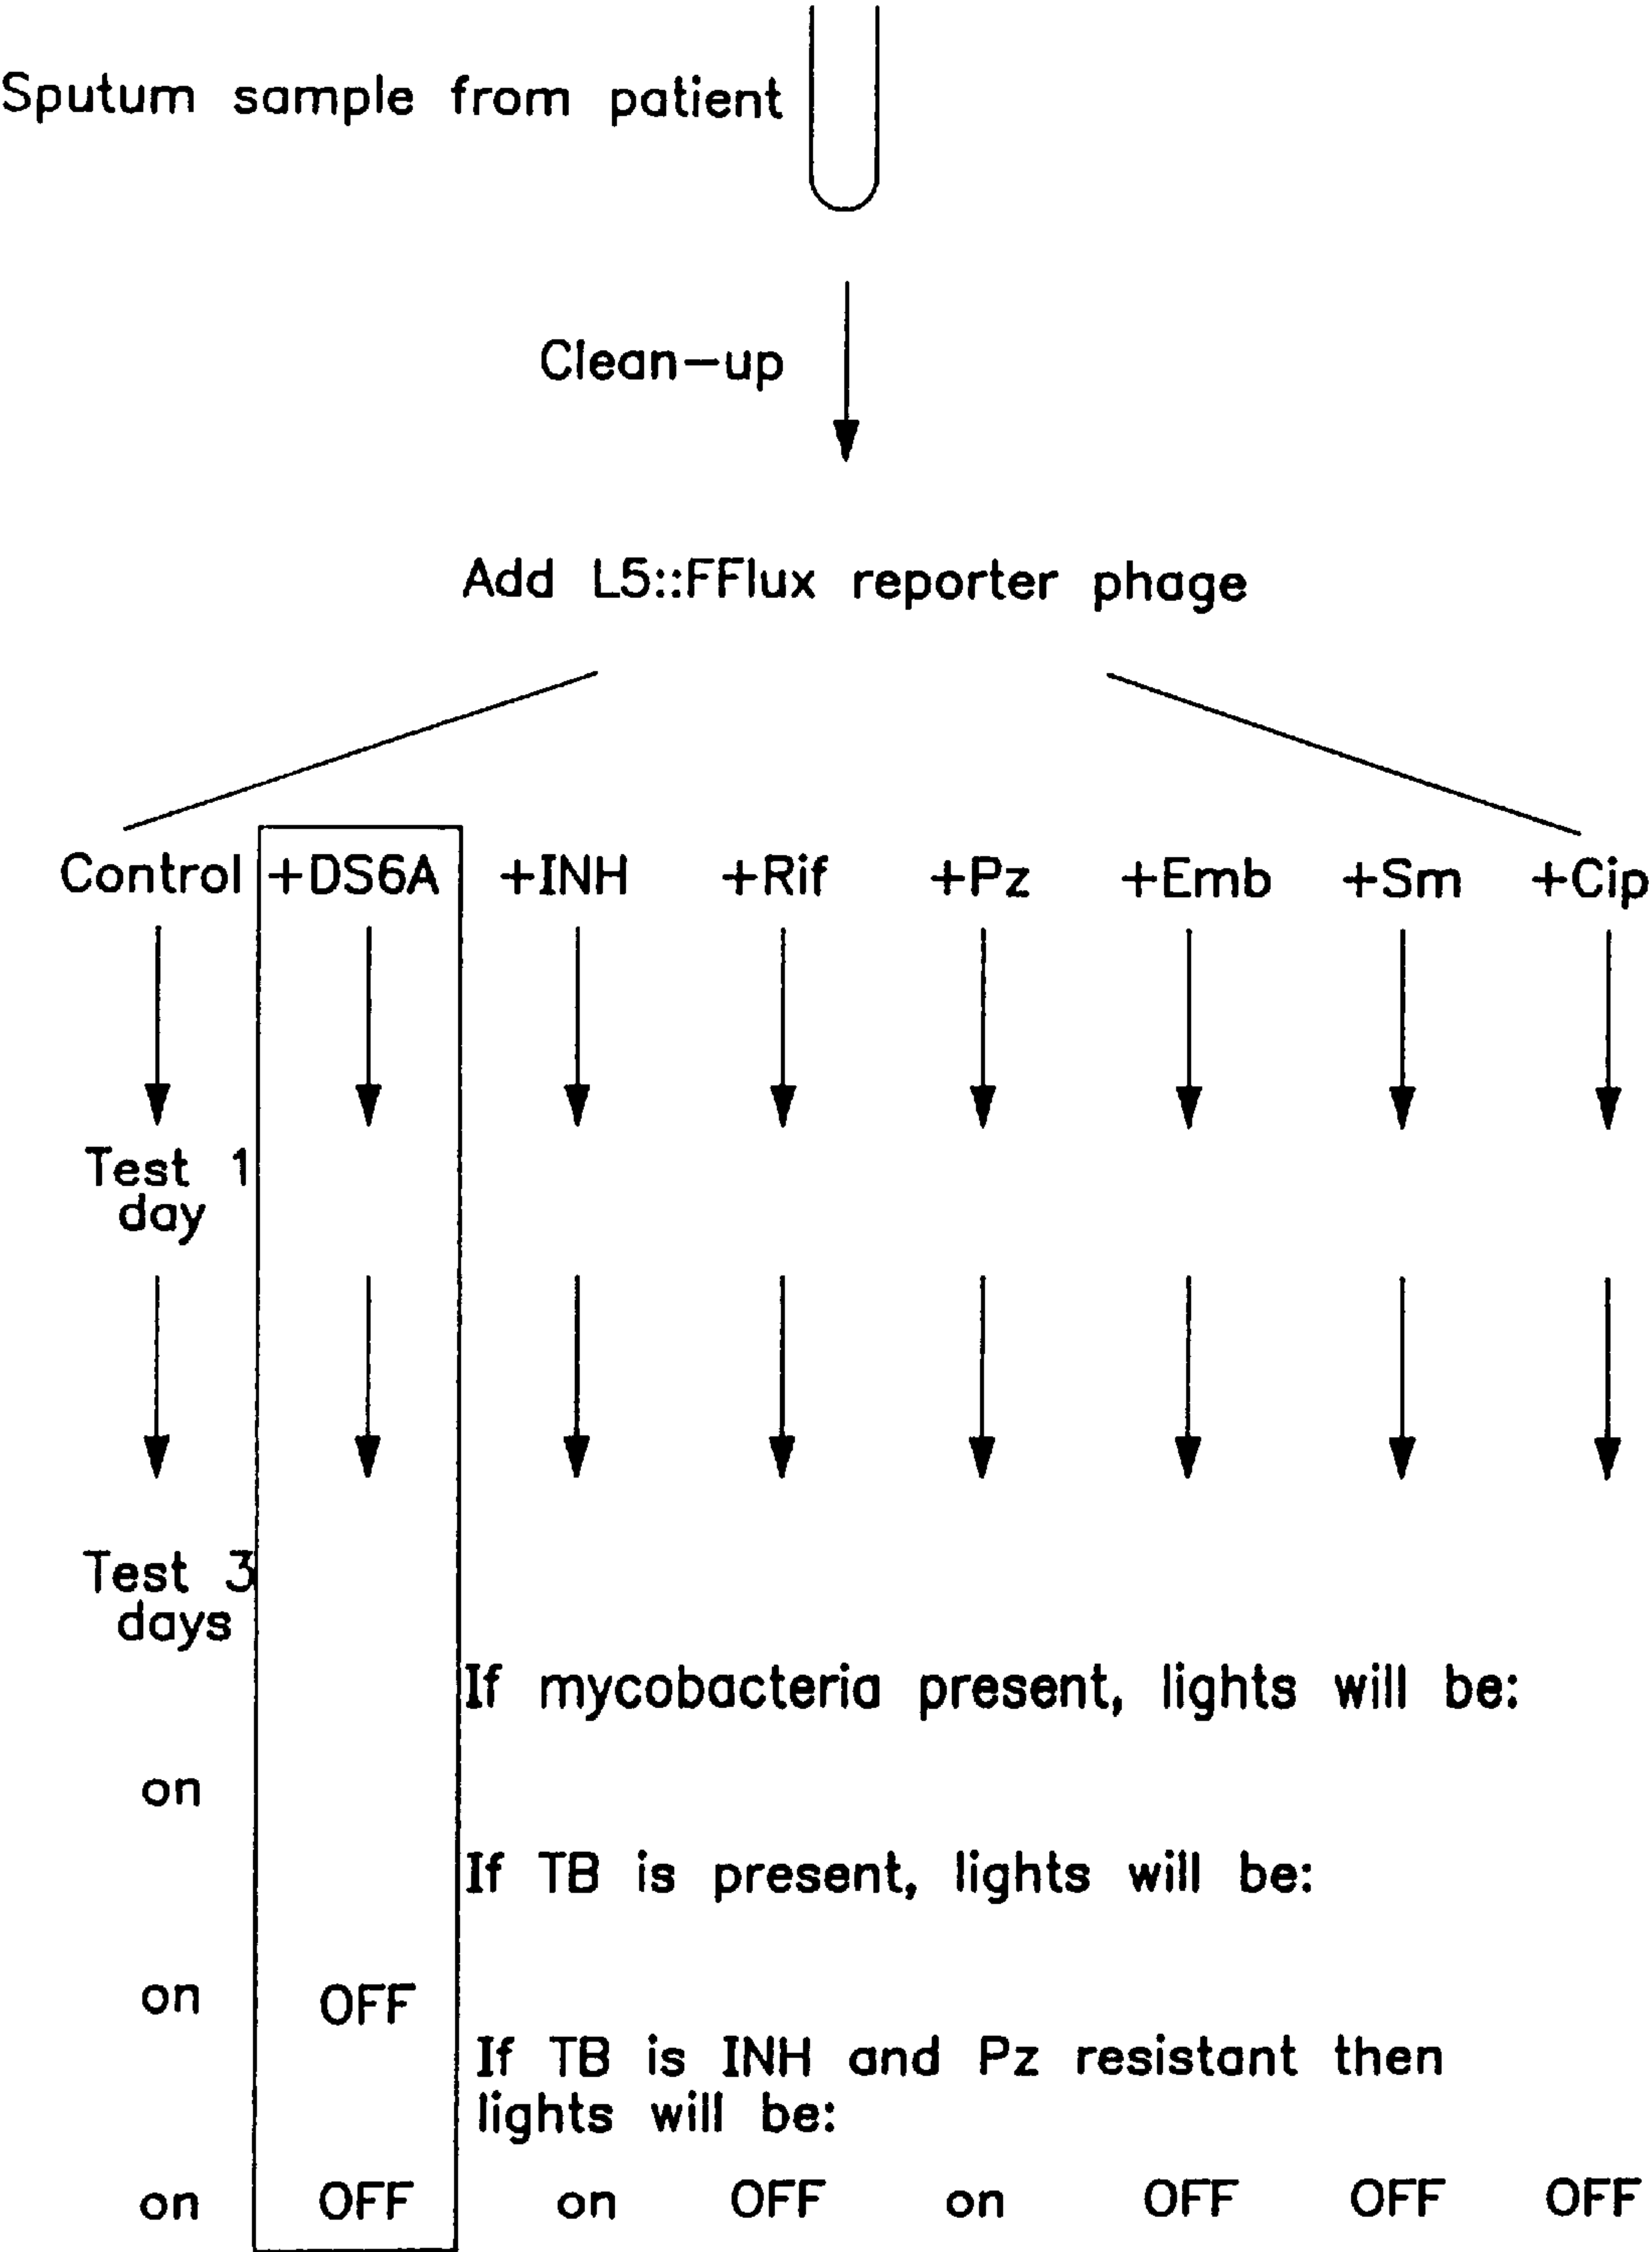 Sputum sample from patient
Clean-up
Add L5::FFlux reporter phage
Control +DS6A +INH +Rif +Pz +Emb +Sm +Cip
Test 1
day
Test 3
days
If mycobacteria present, lights will be:
on
If TB is present, lights will be:
on OFF
If TB is INH and Pz resistant then
lights will be:
on OFF on OFF on OFF OFF OFF